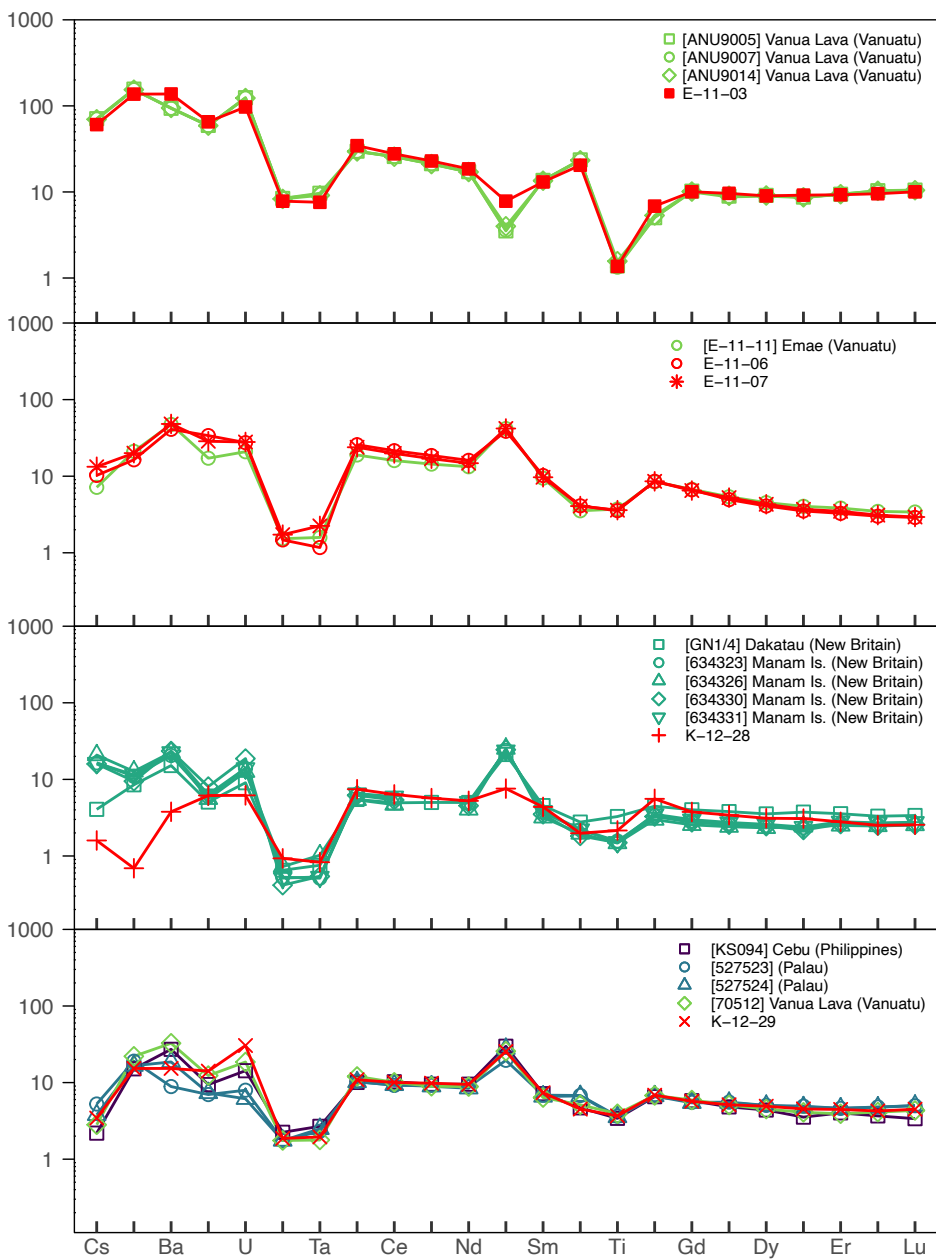 1000
100
10
1
[ANU9005] Vanua Lava (Vanuatu)
[ANU9007] Vanua Lava (Vanuatu)
[ANU9014] Vanua Lava (Vanuatu)
E−11−03
1000
100
10
1
[E−11−11] Emae (Vanuatu)
E−11−06
E−11−07
1000
100
10
1
[GN1/4] Dakatau (New Britain)
[634323] Manam Is. (New Britain)
[634326] Manam Is. (New Britain)
[634330] Manam Is. (New Britain)
[634331] Manam Is. (New Britain)
K−12−28
1000
100
10
1
[KS094] Cebu (Philippines)
[527523] (Palau)
[527524] (Palau)
[70512] Vanua Lava (Vanuatu)
K−12−29
Cs Ba U Ta Ce Nd Sm Ti Gd Dy Er Lu